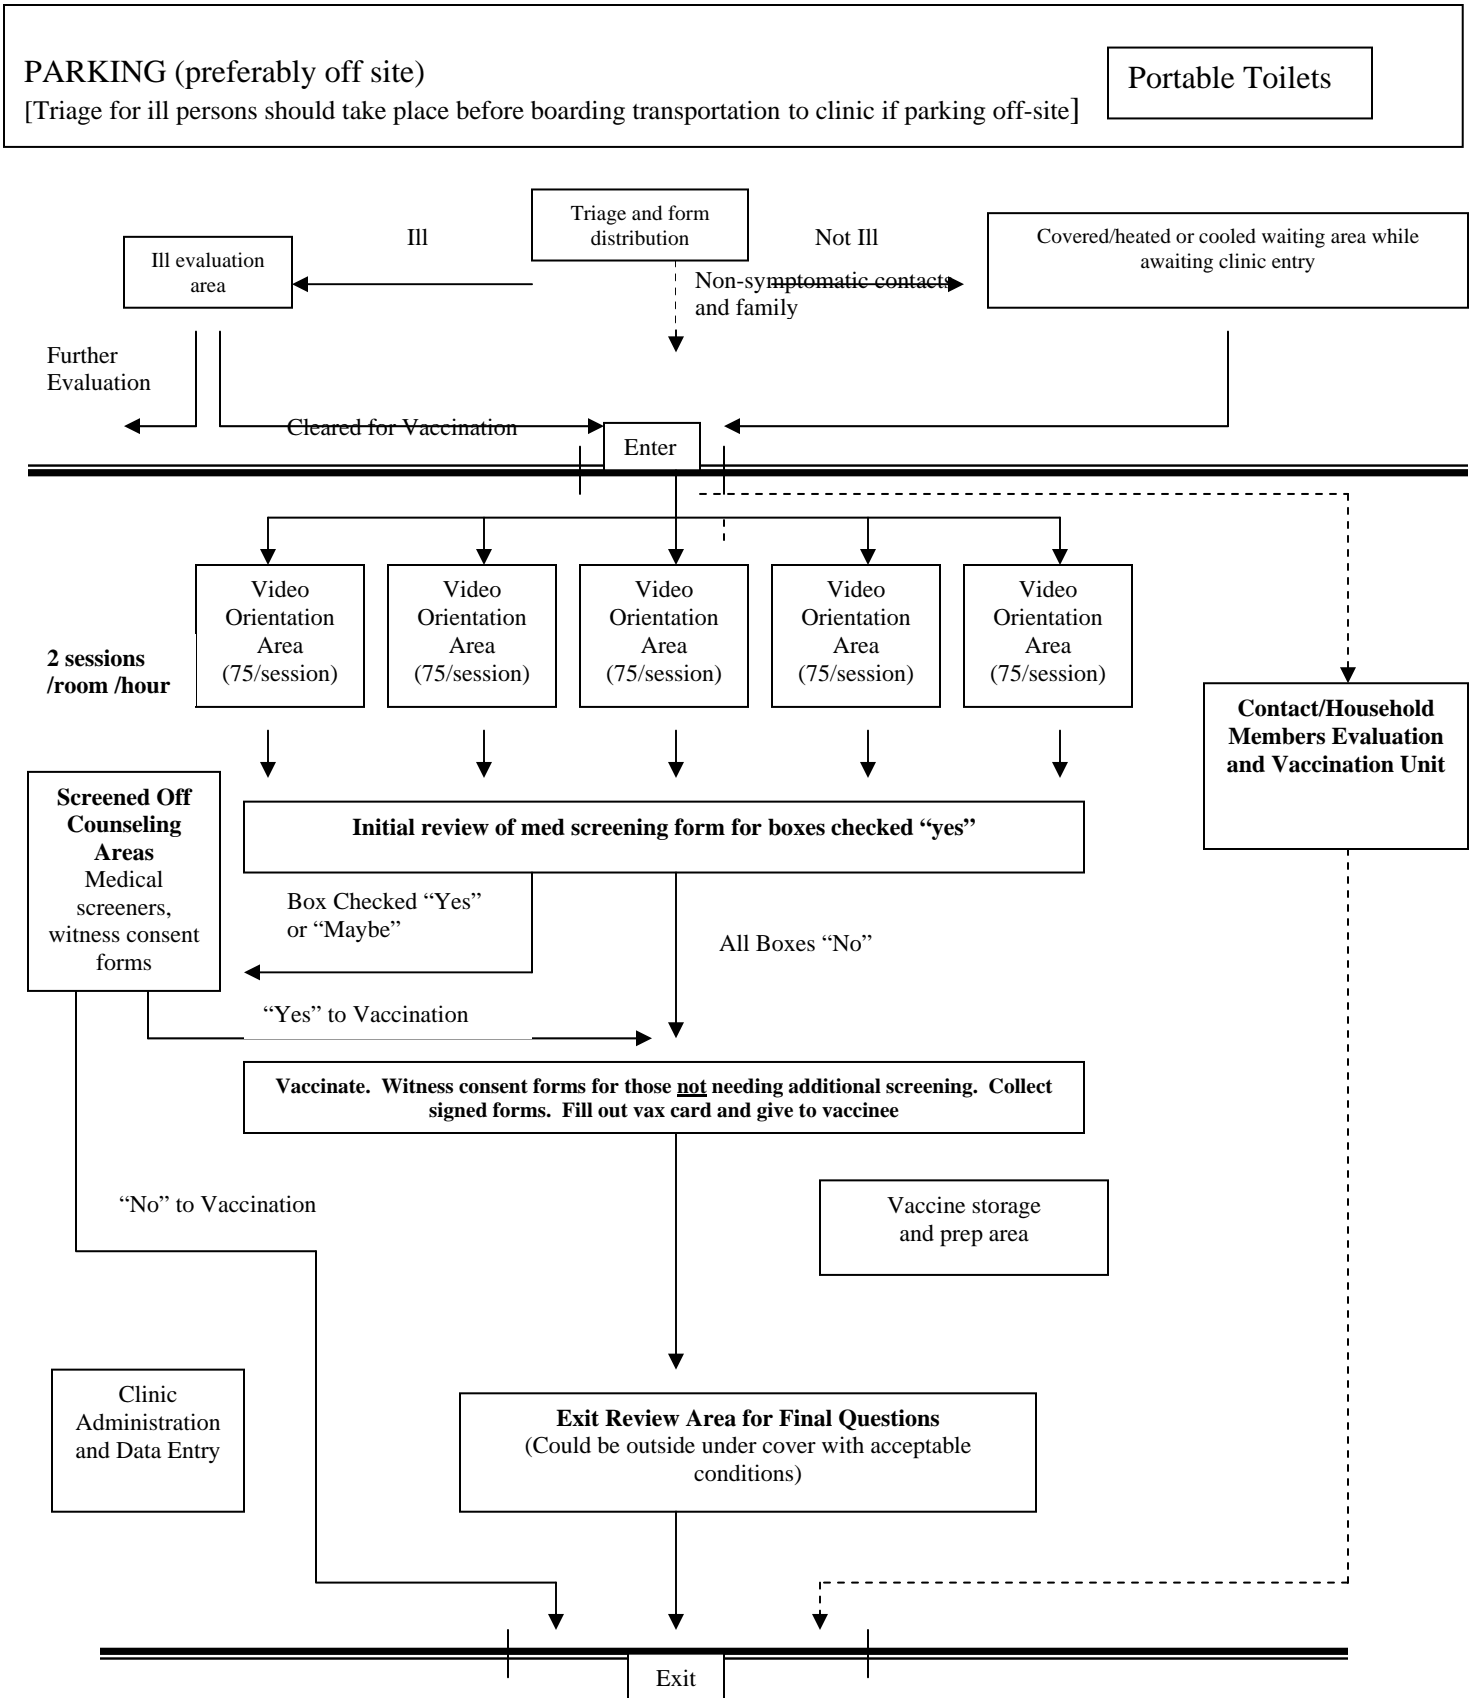 PARKING (preferably off site)
[Triage for ill persons should take place before boarding transportation to clinic if parking off-site]
Portable Toilets
Triage and form
distribution
Ill
Not Ill
Ill evaluation
area
Covered/heated or cooled waiting area while
awaiting clinic entry
Non-symptomatic contacts
and family
Further
Evaluation
Cleared for Vaccination
Enter
2 sessions
/room /hour
Video
Orientation
Area
(75/session)
Video
Orientation
Area
(75/session)
Video
Orientation
Area
(75/session)
Video
Orientation
Area
(75/session)
Video
Orientation
Area
(75/session)
Contact/Household
Members Evaluation
and Vaccination Unit
Screened Off
Counseling
Areas
Medical
screeners,
witness consent
forms
Initial review of med screening form for boxes checked “yes”
Box Checked “Yes”
or “Maybe”
All Boxes “No”
“Yes” to Vaccination
Vaccinate.  Witness consent forms for those not needing additional screening.  Collect
signed forms.  Fill out vax card and give to vaccinee
“No” to Vaccination
Vaccine storage
and prep area
Clinic
Administration
and Data Entry
Exit Review Area for Final Questions
(Could be outside under cover with acceptable
conditions)
Exit